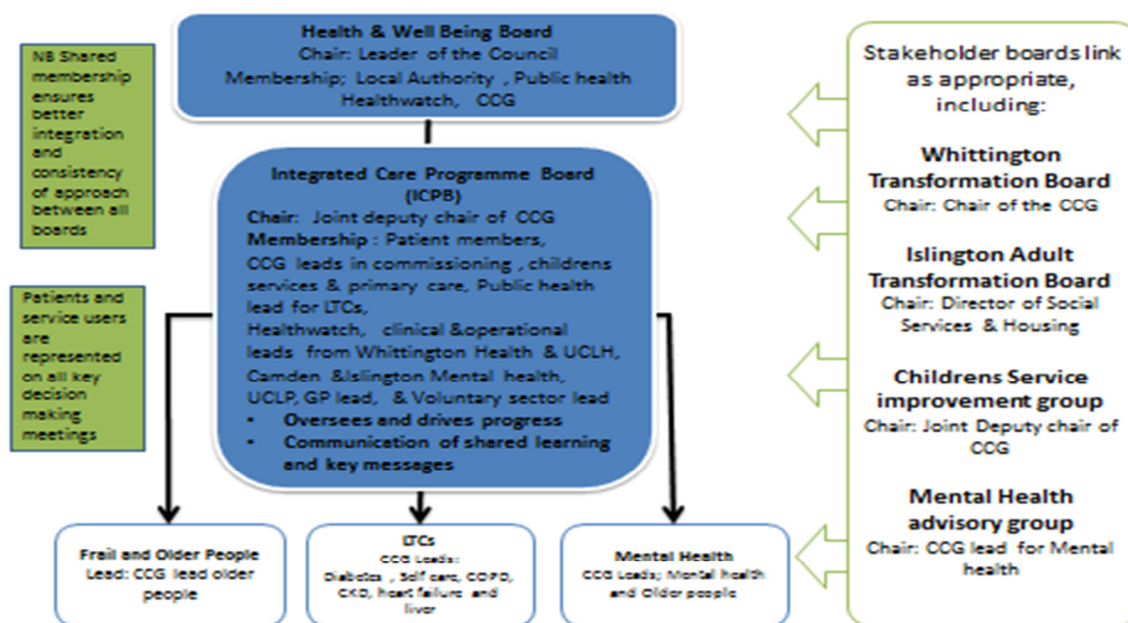 Health & Well Being Board
Chair: Leader of the Council
Membership; Local Authority , Public health
Healthwatch, CCG
NB Shared
membership
ensures
better
integration
and
consistency
of approach
between all
boards
Integrated Care Programme Board
(ICPB)
Chair: Joint deputy chair of CCG
Membership : Patient members,
CCG leads in commissioning , childrens
services & primary care, Public health
lead for LTCs,
Healthwatch, clinical &operational
leads from Whittington Health & UCLH,
Camden &Islington Mental health,
UCLP, GP lead, & Voluntary sector lead
• Oversees and drives progress
• Communication of shared learning
and key messages
Patients and
service users
are
represented
on all key
decision
making
meetings
Frail and Older People
Lead: CCG lead older
people
LTCs
CCG Leads:
Diabetes , Self care, COPD,
CKD, heart failure and
liver
Mental Health
CCG Leads; Mental health
and Older people
Stakeholder boards link
as appropriate,
including:
Whittington
Transformation Board
Chair: Chair of the CCG
Islington Adult
Transformation Board
Chair: Director of Social
Services & Housing
Childrens Service
improvement group
Chair: Joint Deputy chair of
CCG
Mental Health
advisory group
Chair: CCG lead for Mental
health